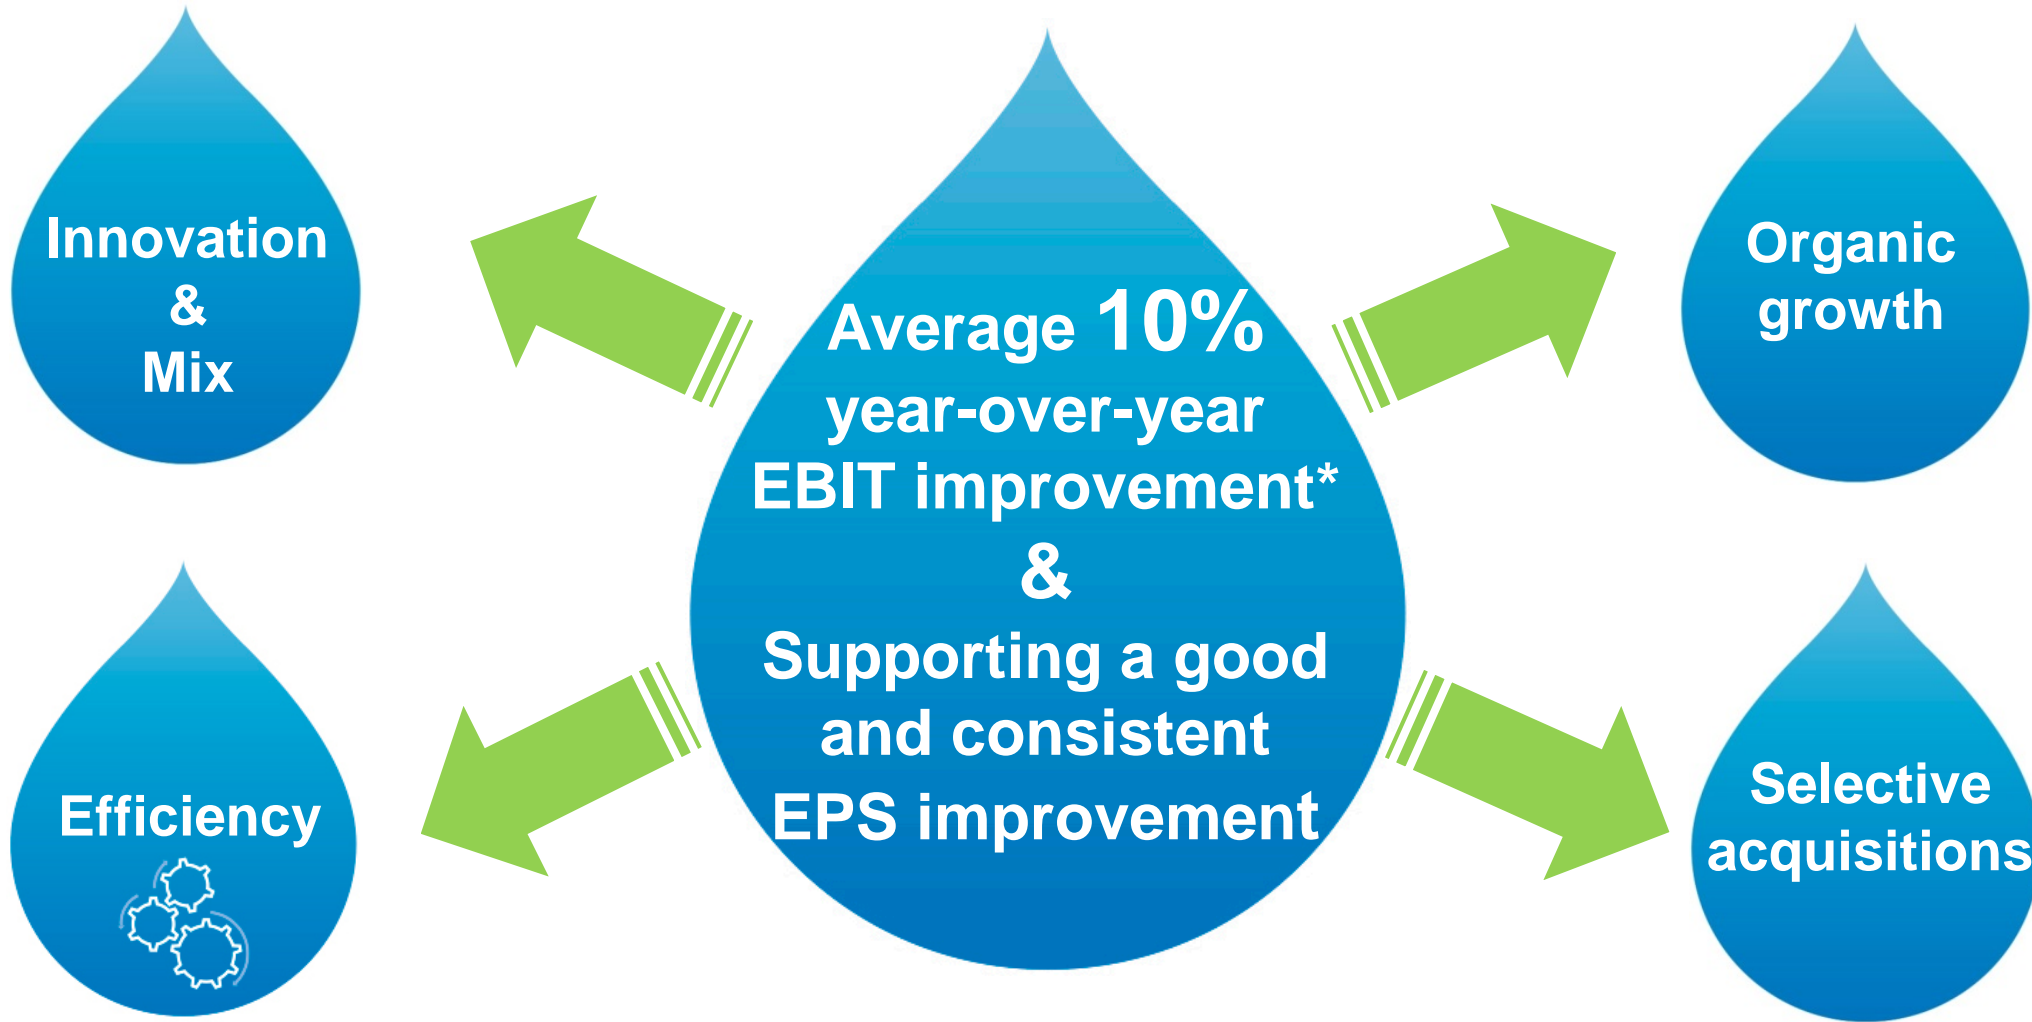 Innovation
&
Mix
Average 10%
year-over-year
EBIT improvement*
&
Supporting a good
and consistent
EPS improvement
Organic
growth
Efficiency
Selective
acquisitions